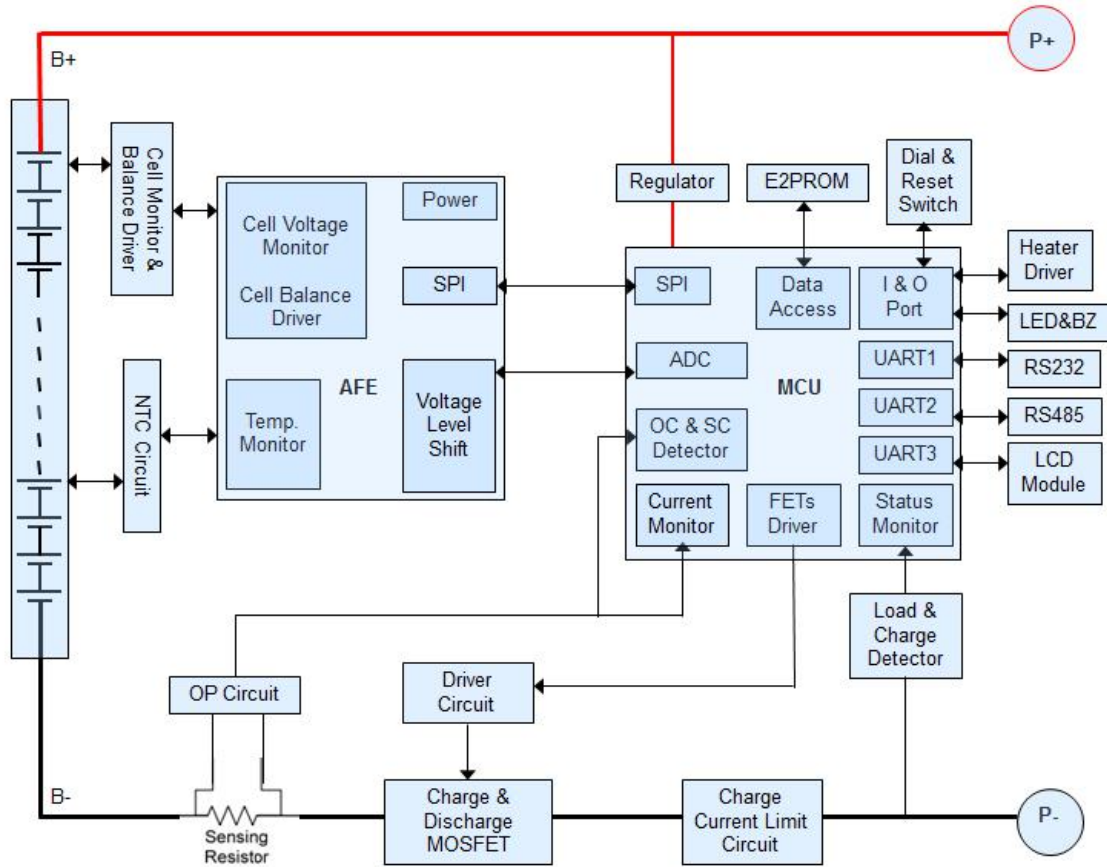 P+
B+
Cell Monitor &
Balance Driver
Regulator
E2PROM
Dial &
Reset
Switch
Cell Voltage
Monitor
Cell Balance
Driver
Power
SPI
AFE
Temp.
Monitor
Voltage
Level
Shift
NTC Circuit
SPI
Data
Access
I & O
Port
Heater
Driver
LED&BZ
ADC
MCU
UART1
RS232
OC & SC
Detector
UART2
RS485
UART3
LCD
Module
Current
Monitor
FETs
Driver
Status
Monitor
Load &
Charge
Detector
OP Circuit
Driver
Circuit
B-
Sensing
Resistor
Charge &
Discharge
MOSFET
Charge
Current Limit
Circuit
P-